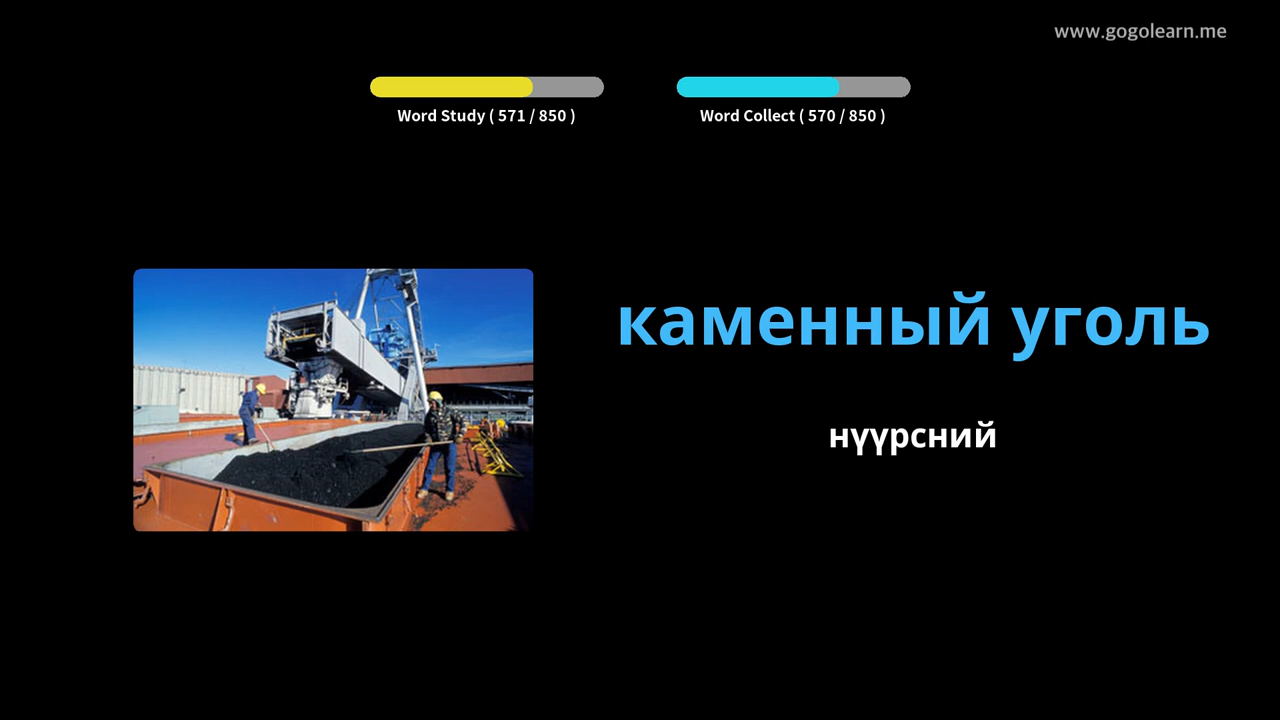 www.gogolearn.me
Word Study ( 571 / 850 )
Word Collect ( 570 / 850 )
каменный уголь
нүүрсний